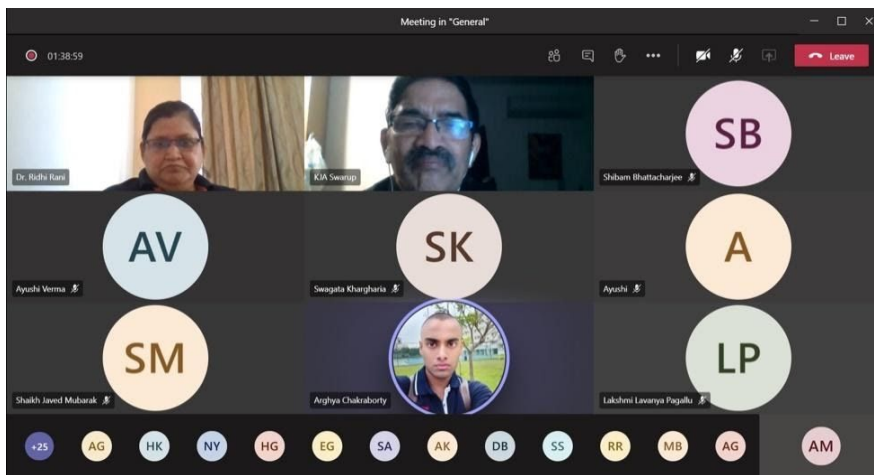 Meeting in "General"
01:38:59
Leave
SB
Dr. Ridhi Rani
KJA Swarup
Shibam Bhattacharjee
AV
SK
A
Ayushi Verma
Swagata Khargharia
Ayushi
SM
LP
Shaikh Javed Mubarak
Arghya Chakraborty
Lakshmi Lavanya Pagallu
+25 AG HK NY HG EG SA AK DB SS RR MB AG AM